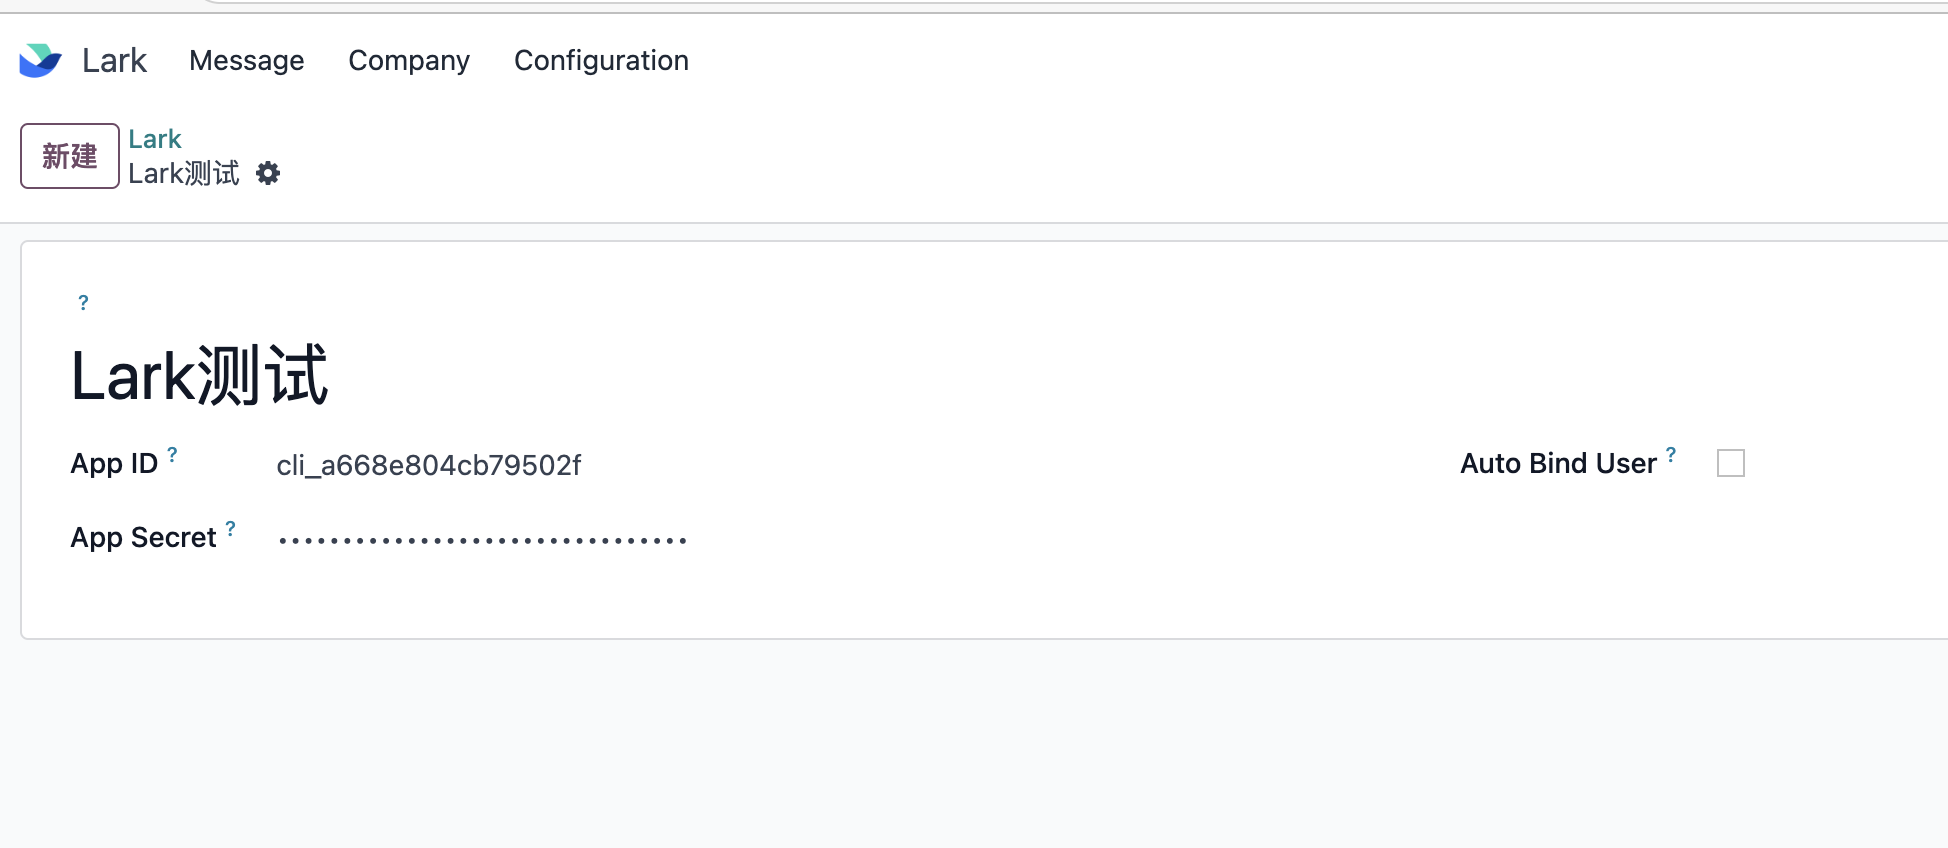 Lark Message Company Configuration
新建
Lark
Lark测试
?
Lark测试
App ID ? cli_a668e804cb79502f
Auto Bind User ?
App Secret ? ••••••••••••••••••••••••••••••••